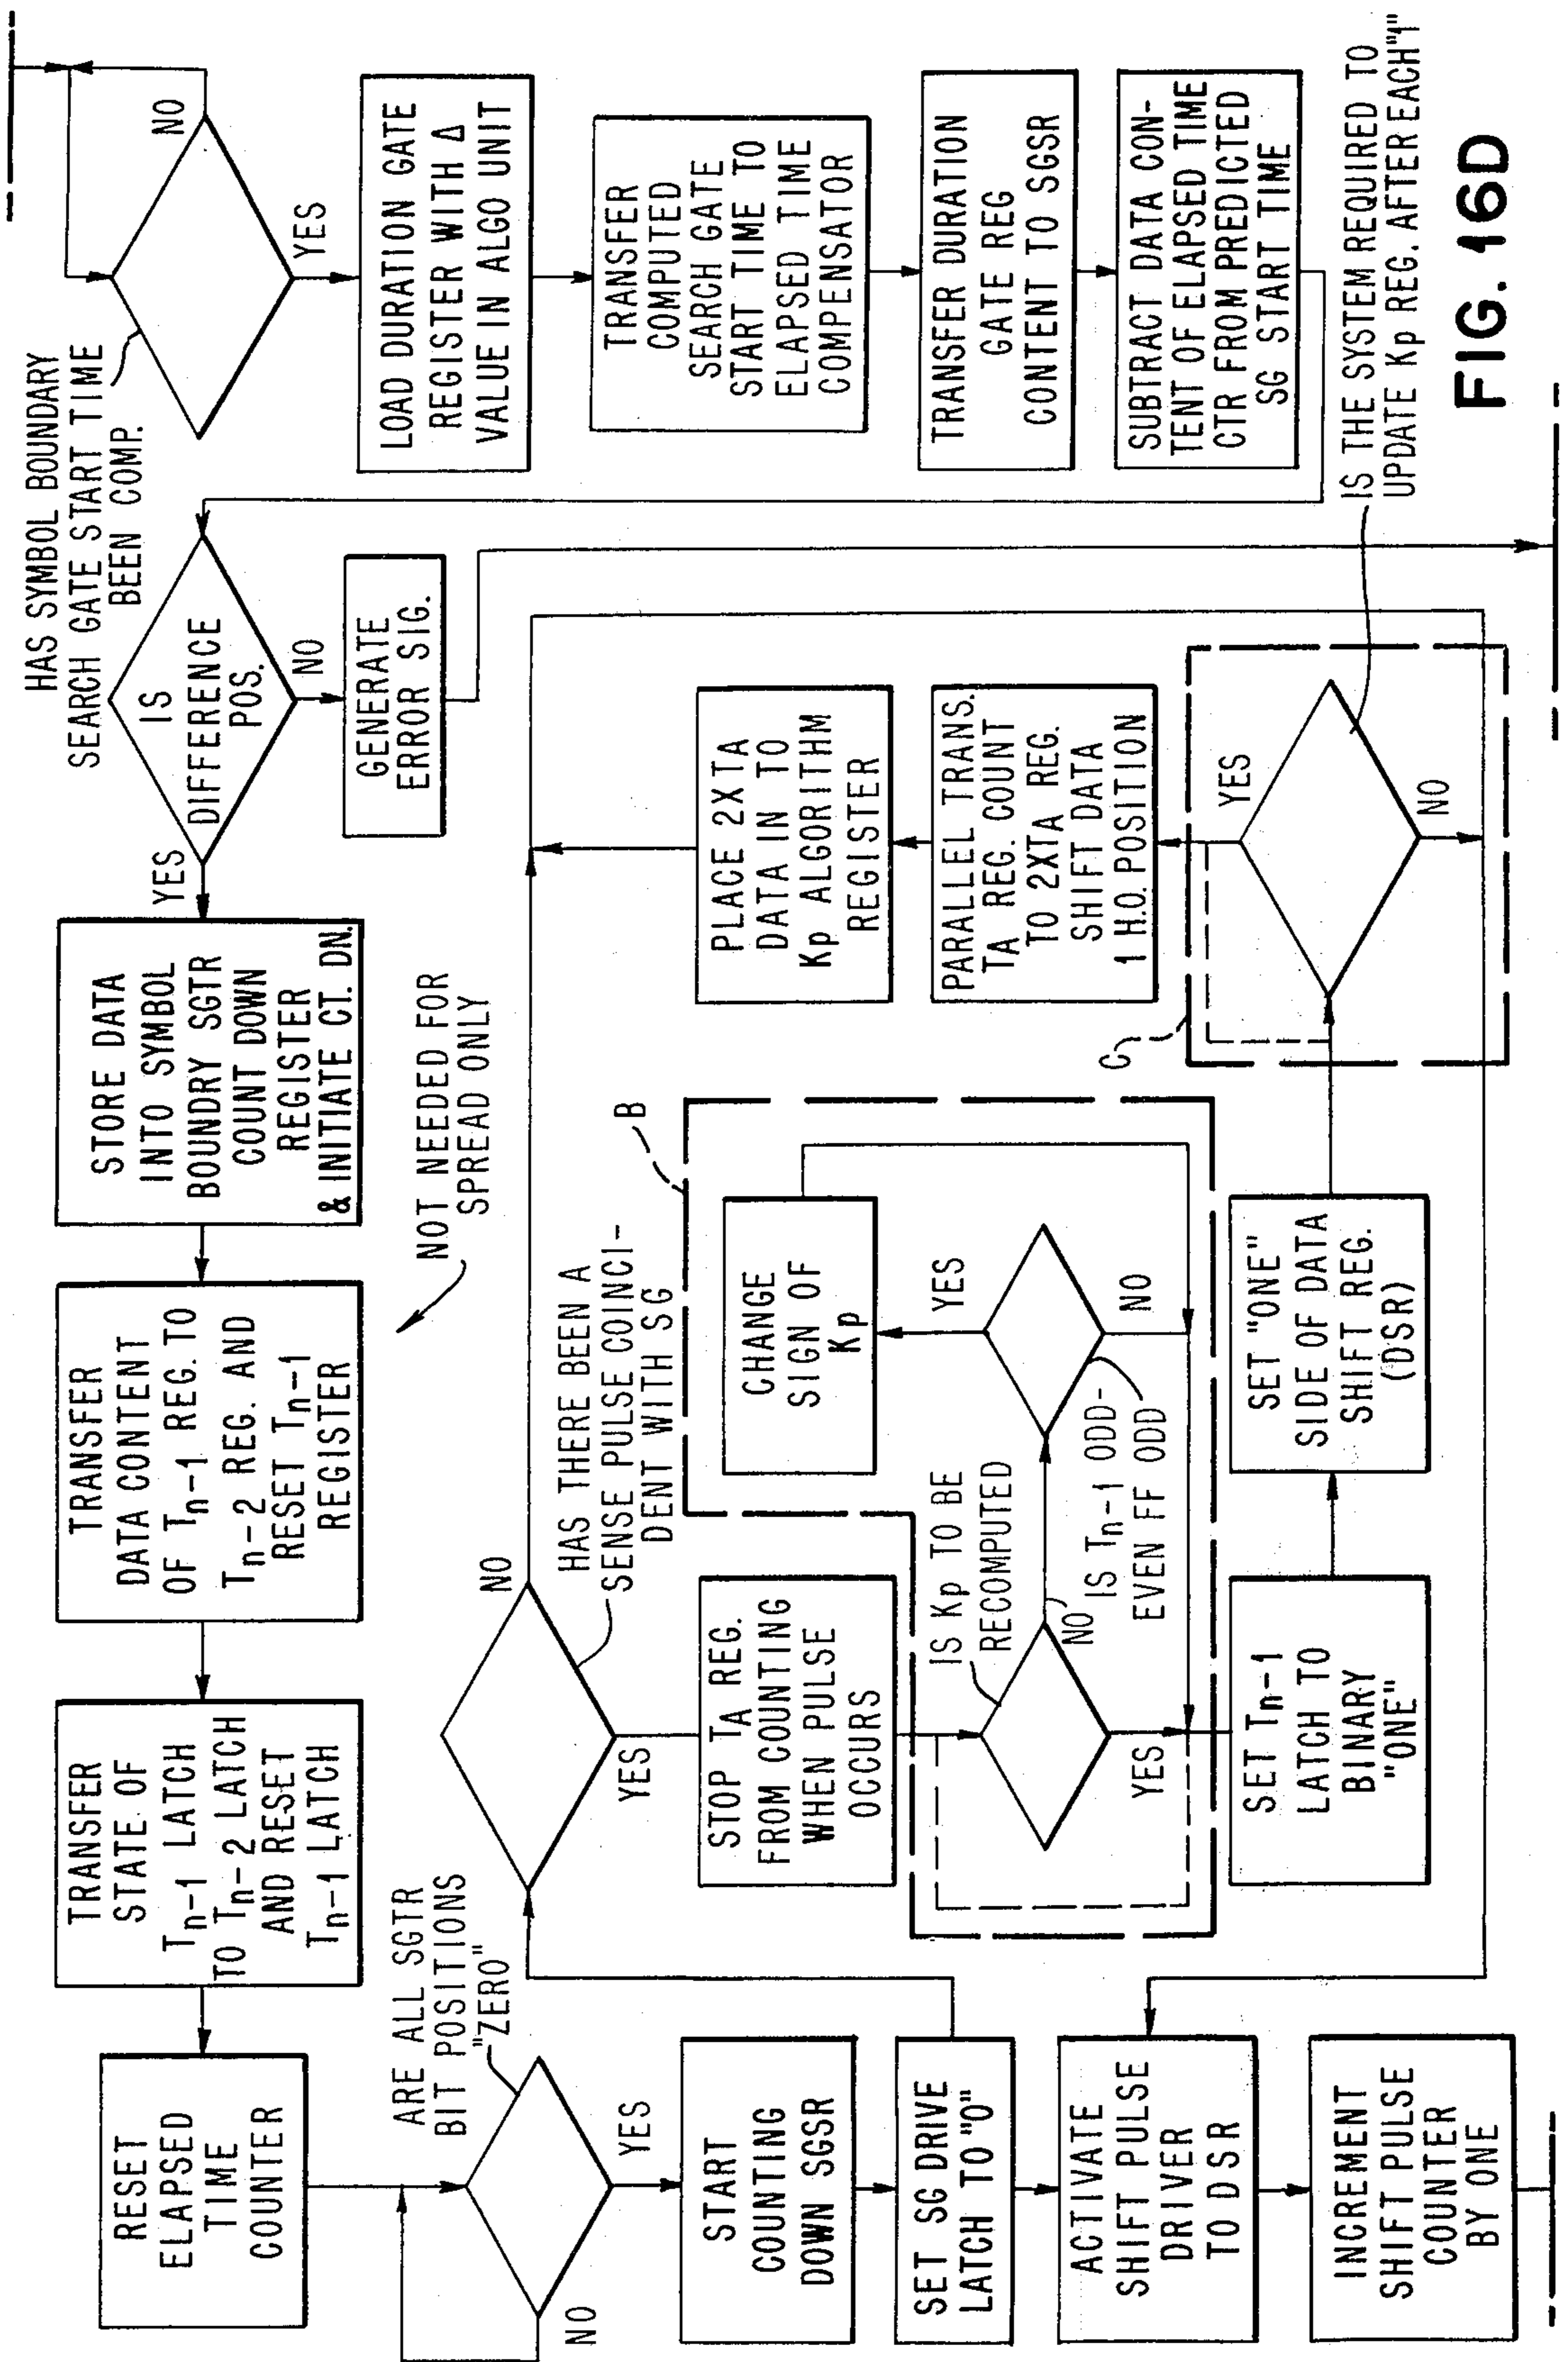 HAS SYMBOL BOUNDARY
SEARCH GATE START TIME
BEEN COMP.
NO
YES
LOAD DURATION GATE
REGISTER WITH Δ
VALUE IN ALGO UNIT
TRANSFER
COMPUTED
SEARCH GATE
START TIME TO
ELAPSED TIME
COMPENSATOR
TRANSFER DURATION
GATE REG
CONTENT TO SGSR
SUBTRACT DATA CON-
TENT OF ELAPSED TIME
CTR FROM PREDICTED
SG START TIME
IS
DIFFERENCE
POS.
YES
NO
GENERATE
ERROR SIG.
STORE DATA
INTO SYMBOL
BOUNDRY SGTR
COUNT DOWN
REGISTER
& INITIATE CT. DN.
TRANSFER
DATA CONTENT
OF Tn-1 REG. TO
Tn-2 REG. AND
RESET Tn-1
REGISTER
TRANSFER
STATE OF
Tn-1 LATCH
TO Tn-2 LATCH
AND RESET
Tn-1 LATCH
RESET
ELAPSED
TIME
COUNTER
NOT NEEDED FOR
SPREAD ONLY
ARE ALL SGTR
BIT POSITIONS
"ZERO"
NO
YES
START
COUNTING
DOWN SGSR
SET SG DRIVE
LATCH TO "0"
ACTIVATE
SHIFT PULSE
DRIVER
TO DSR
INCREMENT
SHIFT PULSE
COUNTER
BY ONE
HAS THERE BEEN A
SENSE PULSE COINCI-
DENT WITH SG
NO
YES
STOP TA REG.
FROM COUNTING
WHEN PULSE
OCCURS
B
IS Kp TO BE
RECOMPUTED
NO
YES
IS Tn-1 ODD-
EVEN FF ODD
YES
NO
CHANGE
SIGN OF
Kp
SET Tn-1
LATCH TO
BINARY
"ONE"
SET "ONE"
SIDE OF DATA
SHIFT REG.
(DSR)
C
YES
NO
IS THE SYSTEM REQUIRED TO
UPDATE Kp REG. AFTER EACH "1"
PARALLEL TRANS.
TA REG. COUNT
TO 2XTA REG.
SHIFT DATA
1 H.O. POSITION
PLACE 2XTA
DATA IN TO
Kp ALGORITHM
REGISTER
FIG. 16D